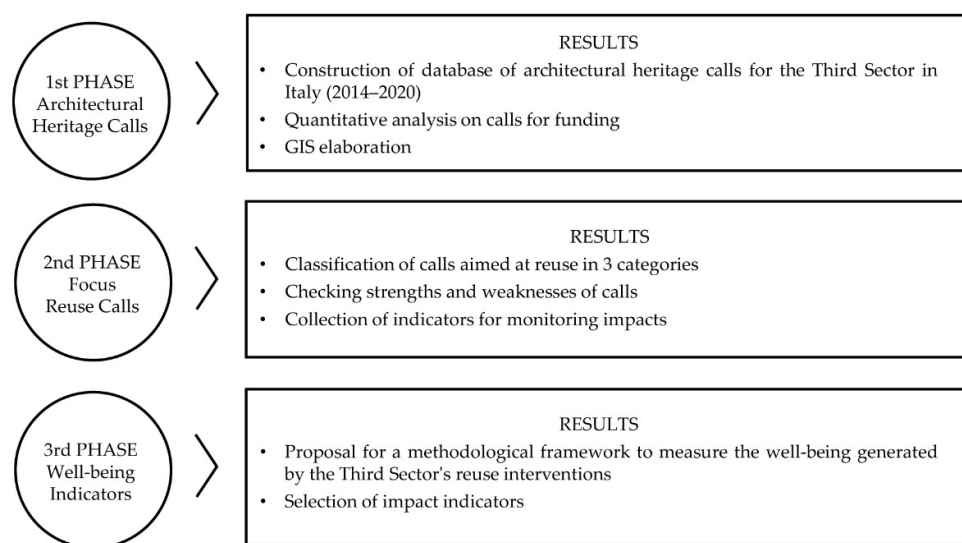 1st PHASE
Architectural
Heritage Calls
RESULTS
• Construction of database of architectural heritage calls for the Third Sector in
Italy (2014–2020)
• Quantitative analysis on calls for funding
• GIS elaboration
2nd PHASE
Focus
Reuse Calls
RESULTS
• Classification of calls aimed at reuse in 3 categories
• Checking strengths and weaknesses of calls
• Collection of indicators for monitoring impacts
3rd PHASE
Well-being
Indicators
RESULTS
• Proposal for a methodological framework to measure the well-being generated
by the Third Sector's reuse interventions
• Selection of impact indicators